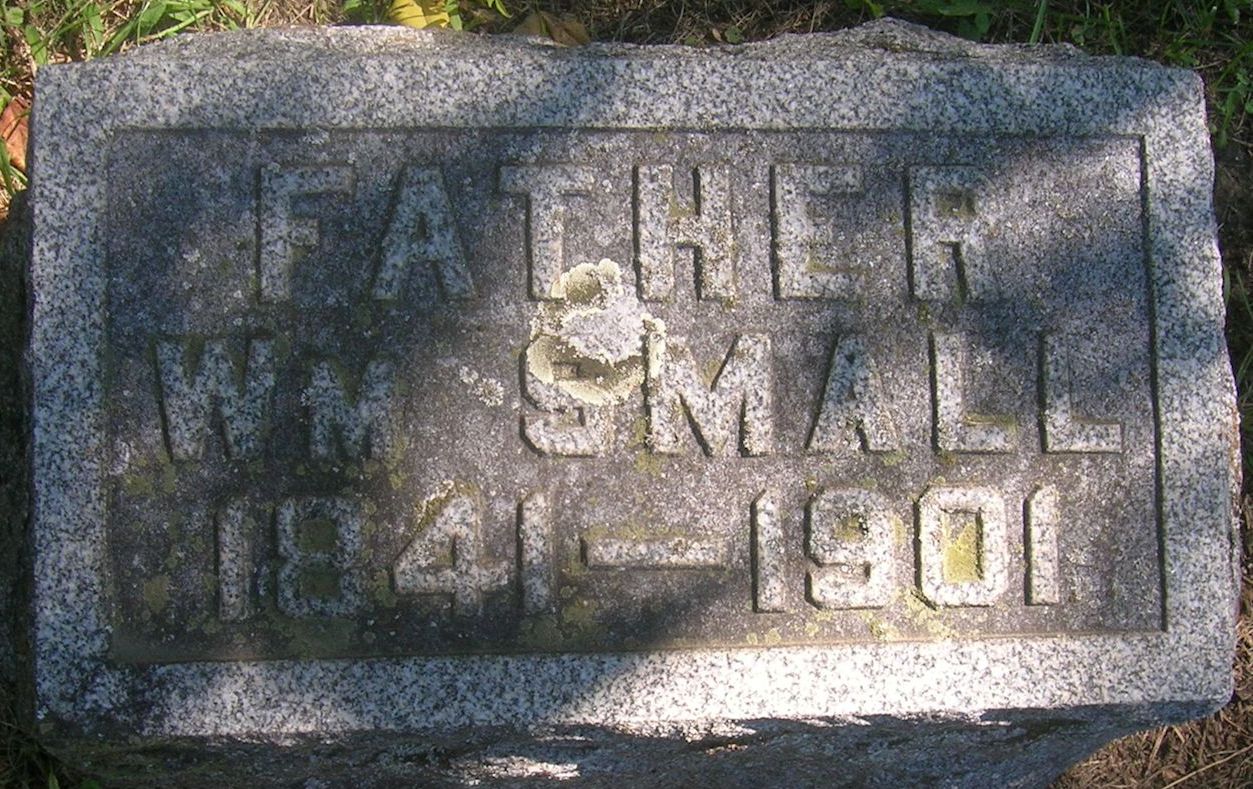 FATHER
WM SMALL
1841-1901